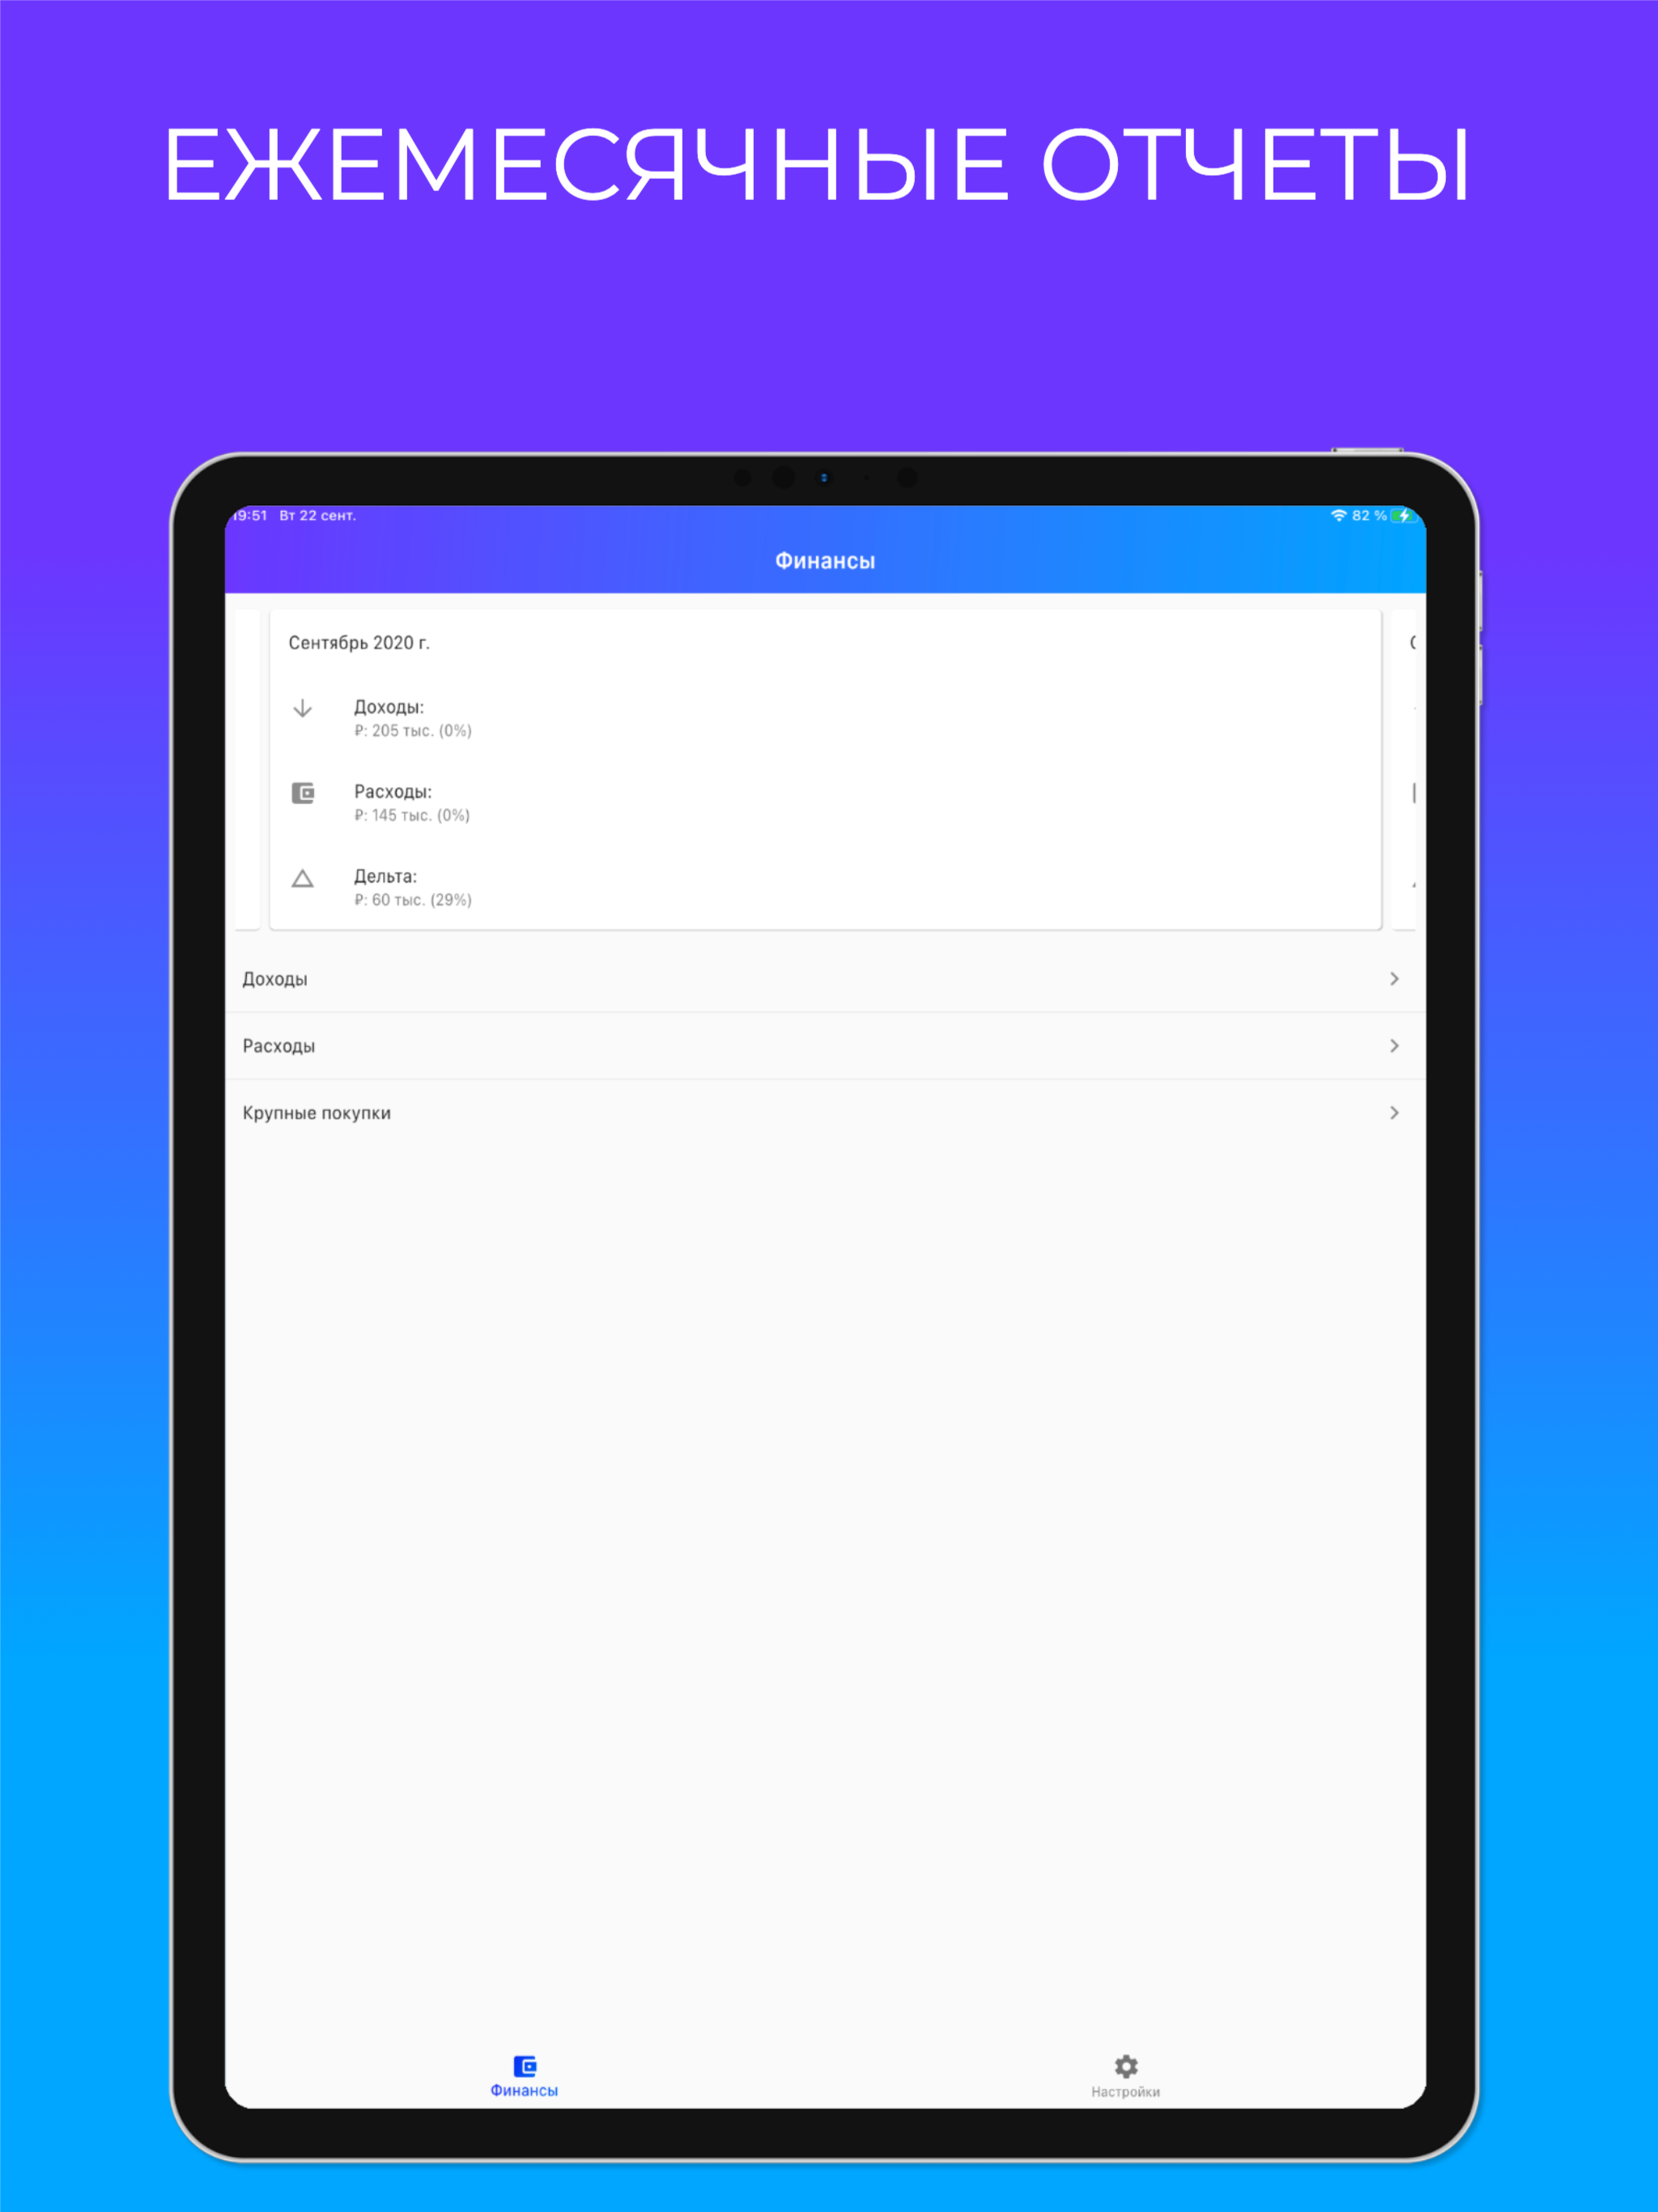 ЕЖЕМЕСЯЧНЫЕ ОТЧЕТЫ
19:51 Вт 22 сент. 82 %
Финансы
Сентябрь 2020 г.
Доходы:
₽: 205 тыс. (0%)
Расходы:
₽: 145 тыс. (0%)
Дельта:
₽: 60 тыс. (29%)
Доходы
Расходы
Крупные покупки
Финансы
Настройки